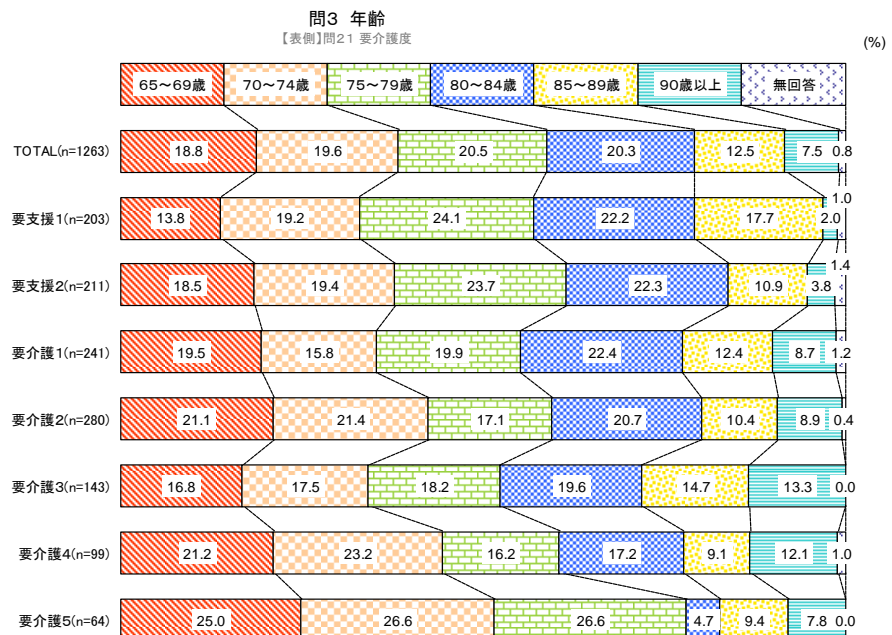 問3 年齢
【表側】問21 要介護度
(%)
65～69歳 70～74歳 75～79歳 80～84歳 85～89歳 90歳以上 無回答
TOTAL(n=1263) 18.8 19.6 20.5 20.3 12.5 7.5 0.8
要支援1(n=203) 13.8 19.2 24.1 22.2 17.7 2.0 1.0
要支援2(n=211) 18.5 19.4 23.7 22.3 10.9 3.8 1.4
要介護1(n=241) 19.5 15.8 19.9 22.4 12.4 8.7 1.2
要介護2(n=280) 21.1 21.4 17.1 20.7 10.4 8.9 0.4
要介護3(n=143) 16.8 17.5 18.2 19.6 14.7 13.3 0.0
要介護4(n=99) 21.2 23.2 16.2 17.2 9.1 12.1 1.0
要介護5(n=64) 25.0 26.6 26.6 4.7 9.4 7.8 0.0